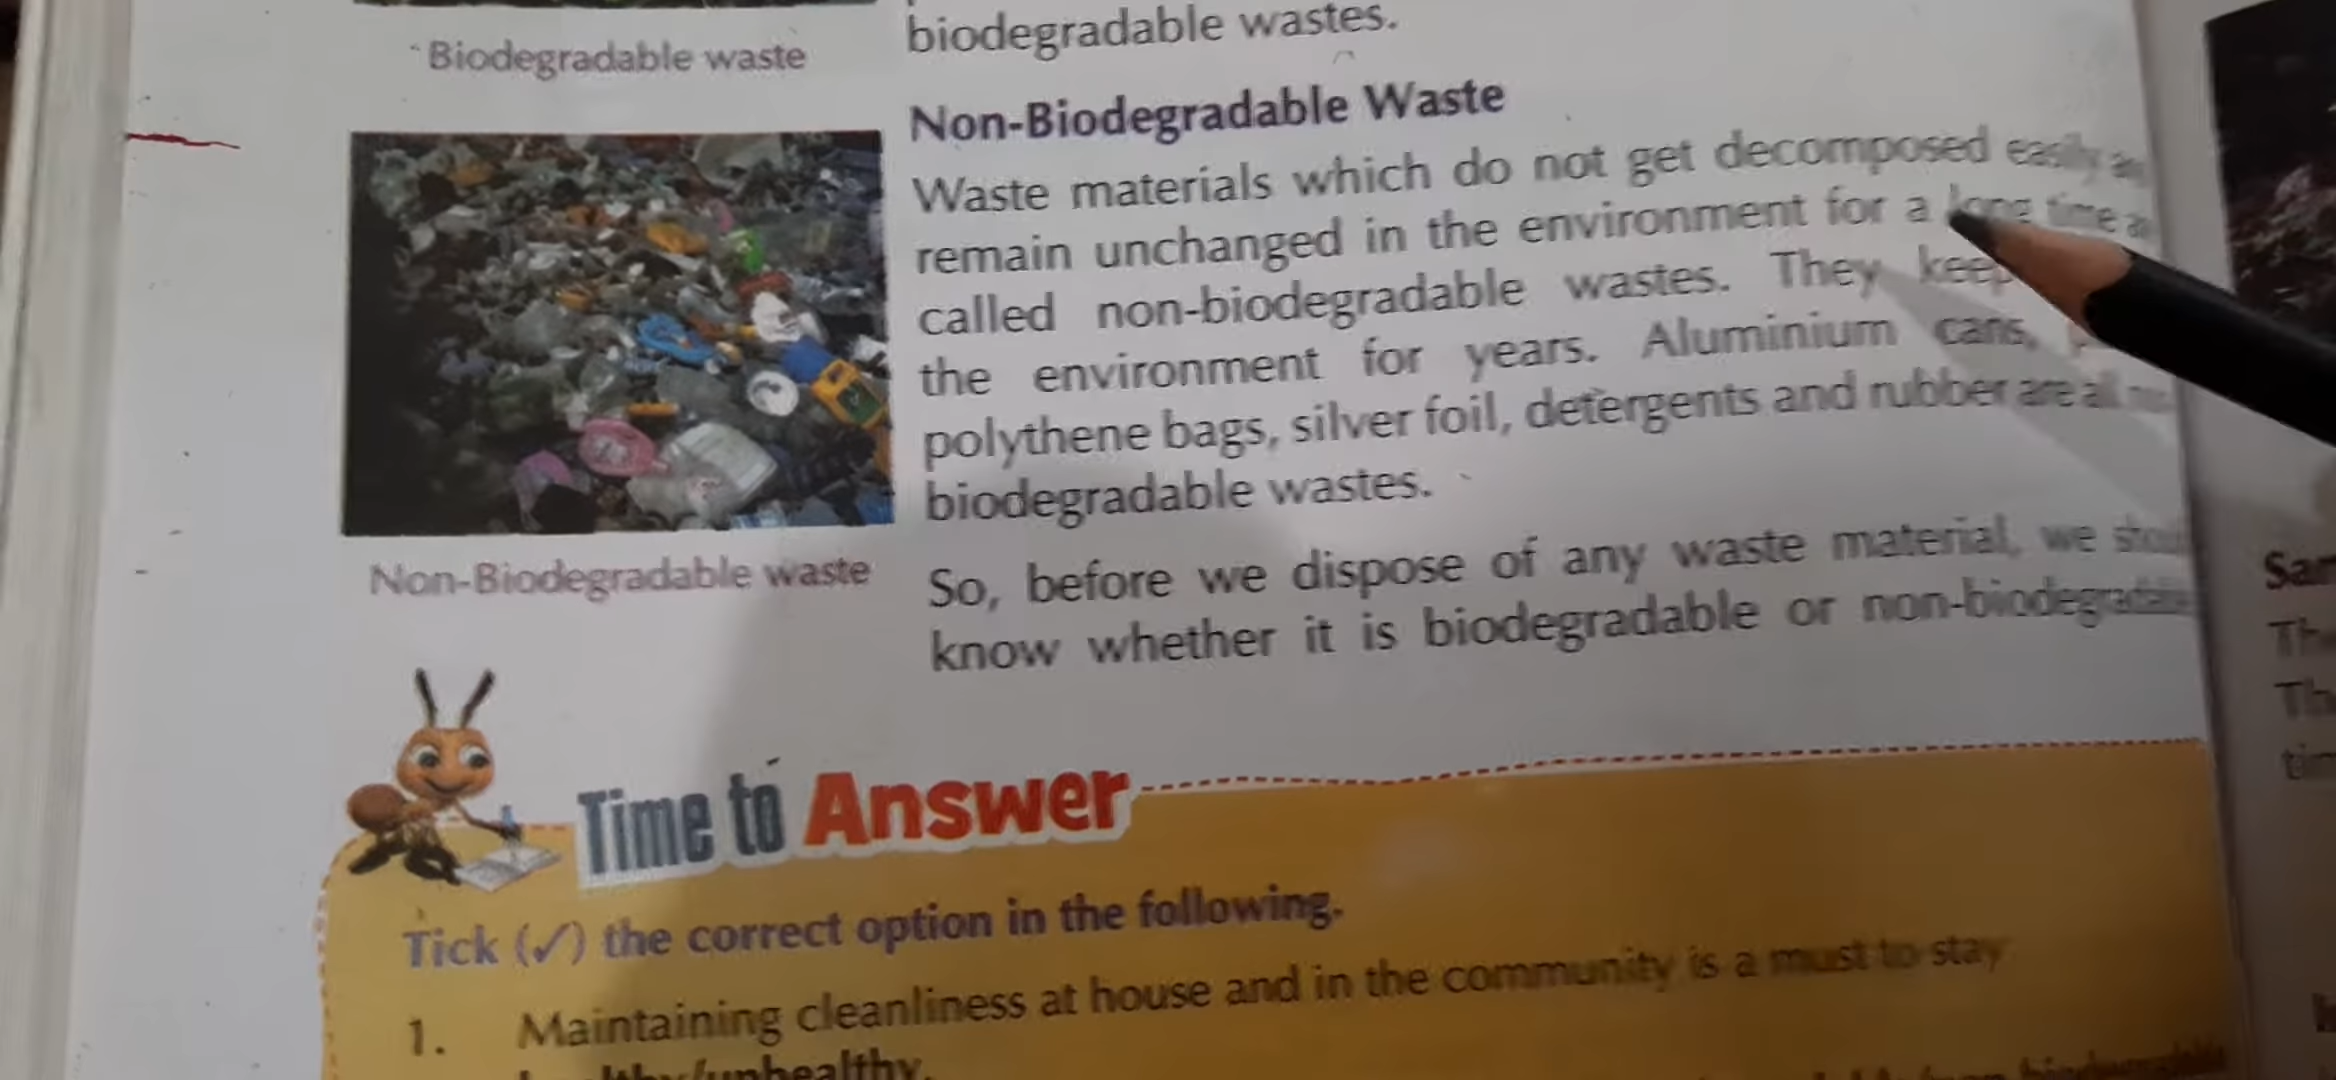 Biodegradable waste
biodegradable wastes.
Non-Biodegradable Waste
Waste materials which do not get decomposed easily
remain unchanged in the environment for a long time
called non-biodegradable wastes. They keep
the environment for years. Aluminium cans,
polythene bags, silver foil, detergents and rubber are all
biodegradable wastes.
Non-Biodegradable waste
So, before we dispose of any waste material, we
know whether it is biodegradable or non-biodegradable
Time to Answer
Tick (✓) the correct option in the following.
1. Maintaining cleanliness at house and in the community is a must to stay
healthy/unhealthy.